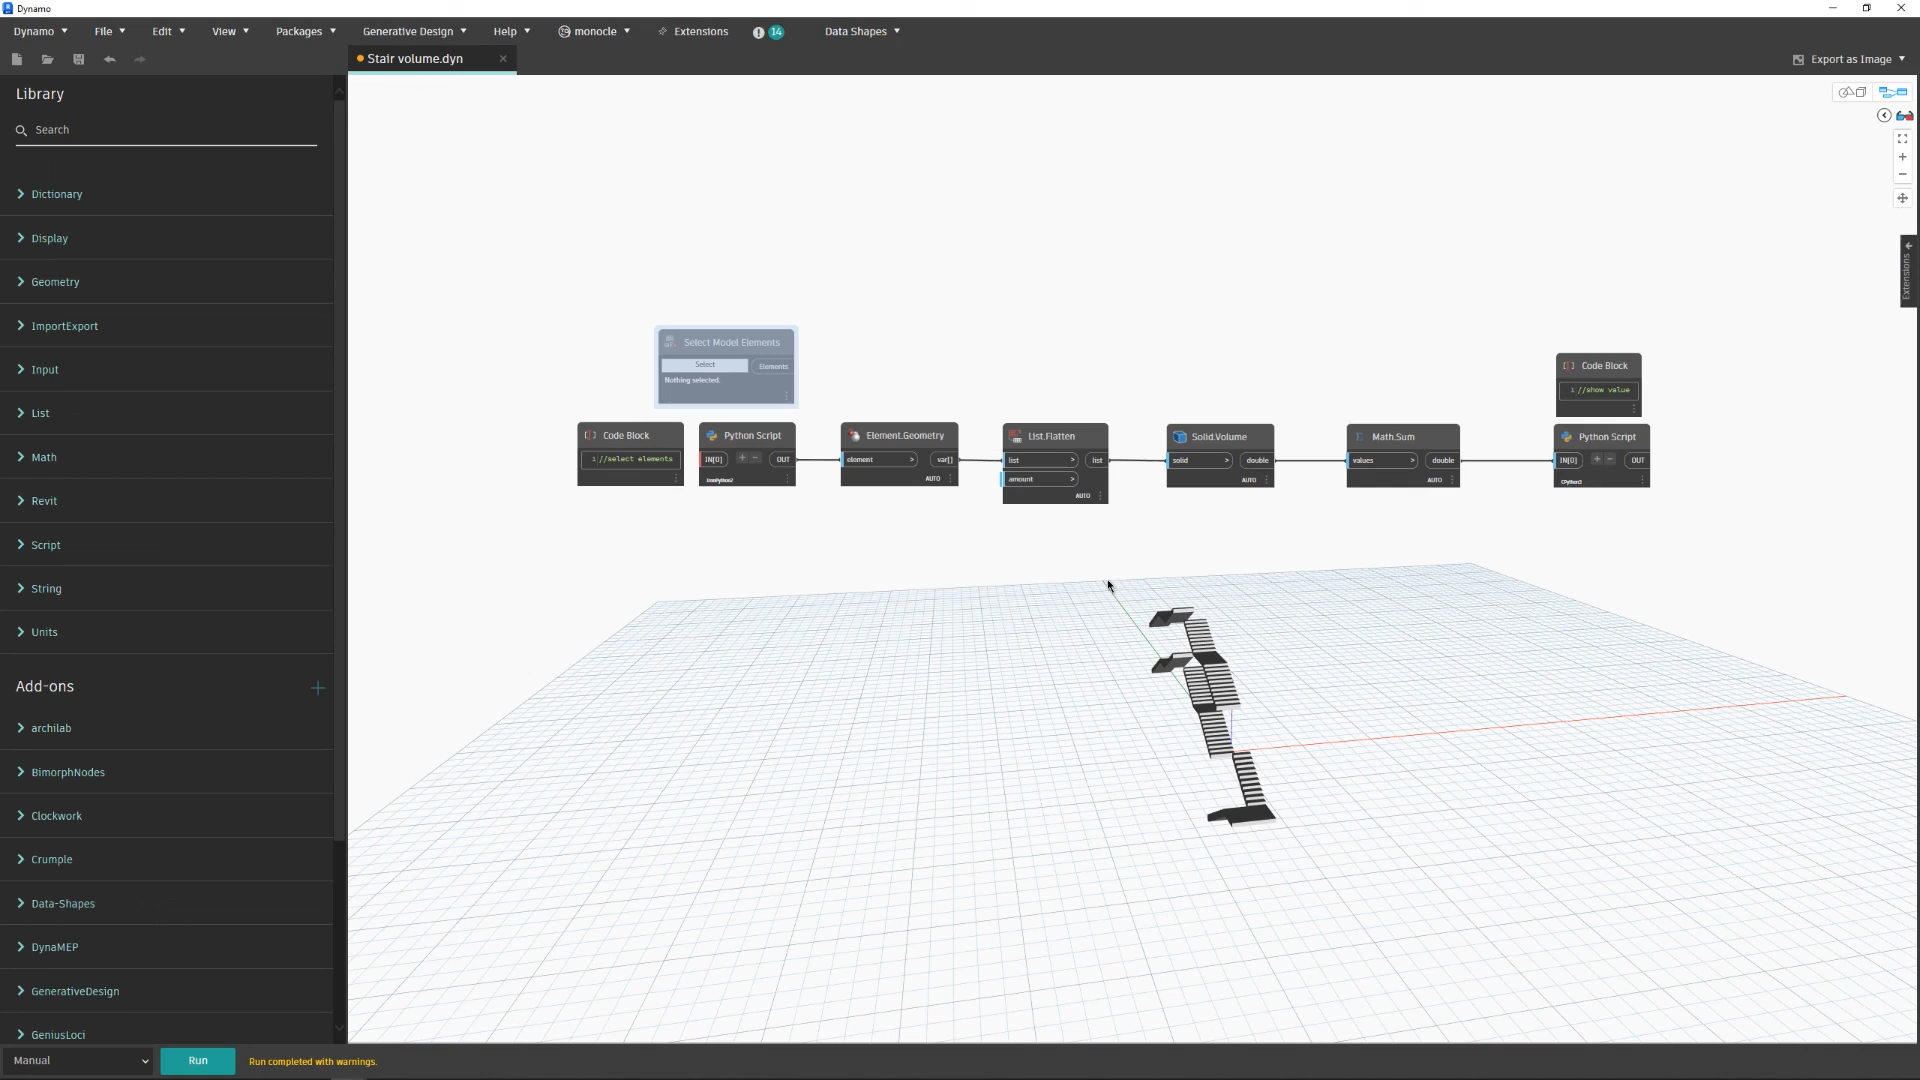 Dynamo
Dynamo File Edit View Packages Generative Design Help monocle Extensions 14 Data Shapes
Stair volume.dyn
Export as Image
Library
Search
Dictionary
Display
Geometry
ImportExport
Input
List
Math
Revit
Script
String
Units
Add-ons
archilab
BimorphNodes
Clockwork
Crumple
Data-Shapes
DynaMEP
GenerativeDesign
GeniusLoci
Manual
Run
Run completed with warnings.
Select Model Elements
Select
Elements
Nothing selected.
Code Block
1 //select elements
Python Script
IN[0] + - OUT
IronPython2
Element.Geometry
element > var[]
AUTO
List.Flatten
list > list
amount >
AUTO
Solid.Volume
solid > double
AUTO
Math.Sum
values > double
AUTO
Code Block
1 //show value
Python Script
IN[0] + - OUT
CPython3
Extensions